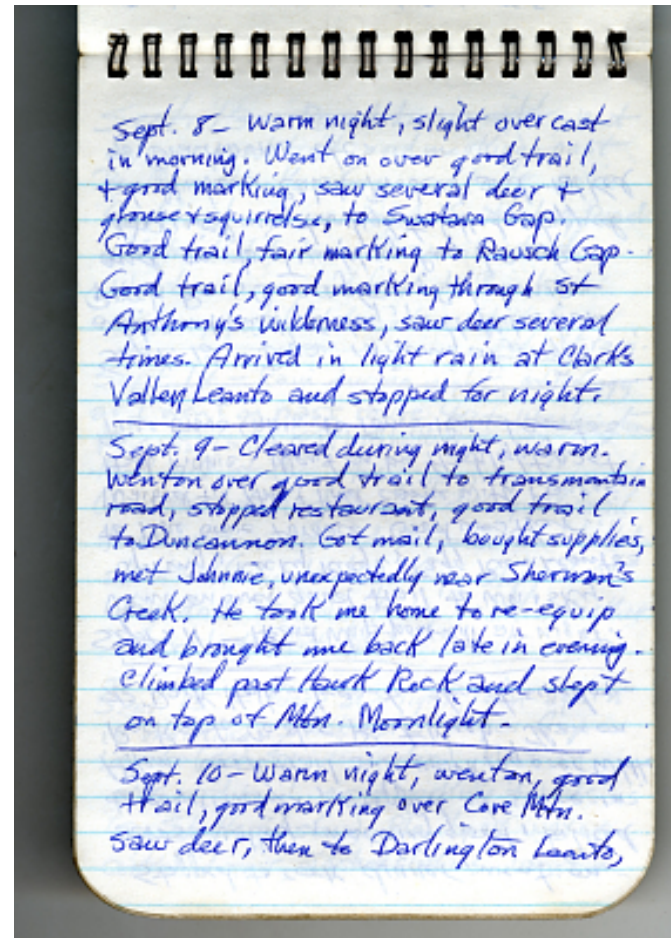 Sept. 8 - Warm night, slight overcast
in morning. Went on over good trail,
+ good marking, saw several deer +
grouse + squirrels, to Swatara Gap.
Good trail, fair marking to Rausch Gap.
Good trail, good marking through St
Anthony's wilderness, saw deer several
times. Arrived in light rain at Clark's
Valley Leanto and stopped for night.
Sept. 9 - Cleared during night, warm.
Went on over good trail to transmountain
road, stopped restaurant, good trail
to Duncannon. Got mail, bought supplies,
met Johnnie, unexpectedly near Sherman's
Creek. He took me home to re-equip
and brought me back late in evening.
Climbed past Hawk Rock and slept
on top of Mtn. Moonlight.
Sept. 10 - Warm night, went on, good
trail, good marking over Cove Mtn.
saw deer, then to Darlington Leanto,